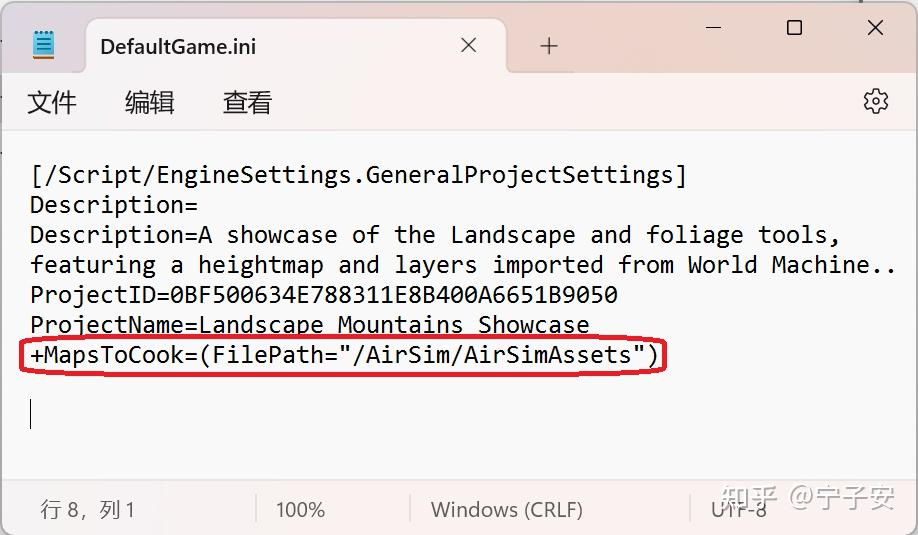 DefaultGame.ini
文件 编辑 查看
[/Script/EngineSettings.GeneralProjectSettings]
Description=
Description=A showcase of the Landscape and foliage tools,
featuring a heightmap and layers imported from World Machine..
ProjectID=0BF500634E788311E8B400A6651B9050
ProjectName=Landscape Mountains Showcase
+MapsToCook=(FilePath="/AirSim/AirSimAssets")
行 8，列 1 100% Windows (CRLF) UTF-8
知乎 @宁子安